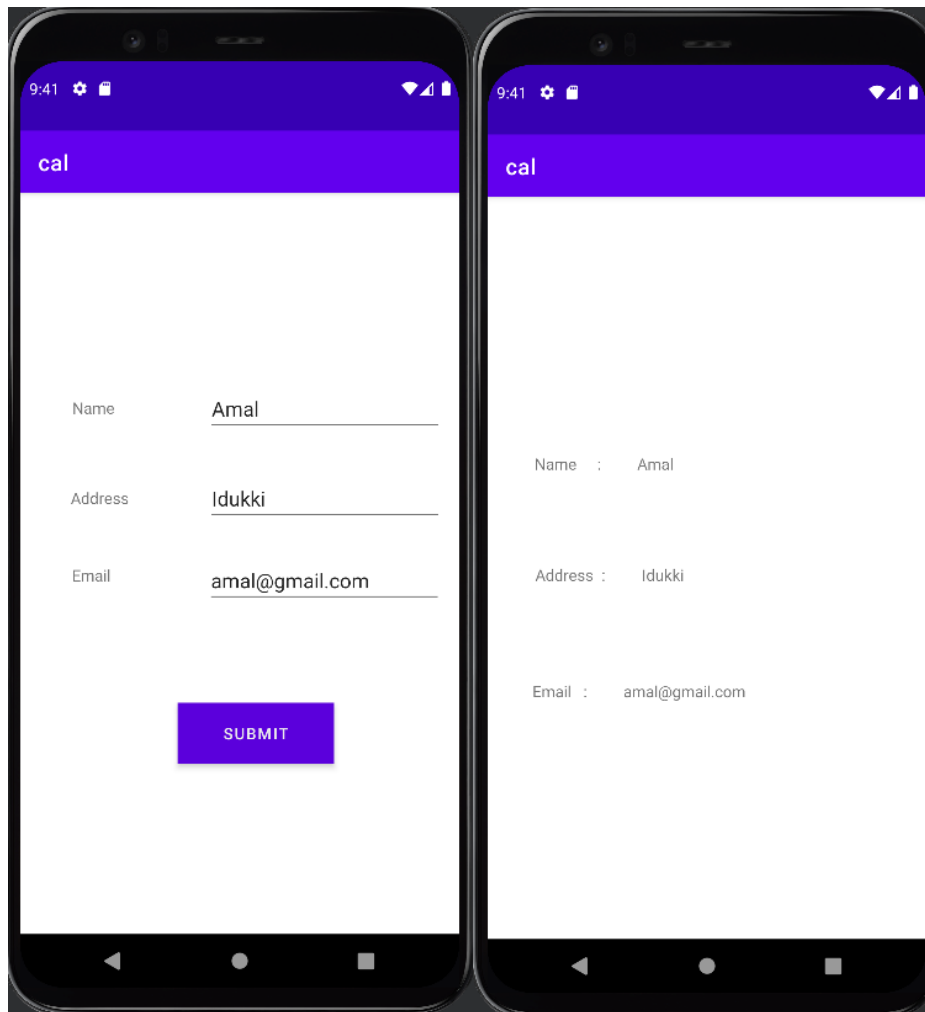 9:41
cal
Name Amal
Address Idukki
Email amal@gmail.com
SUBMIT
9:41
cal
Name : Amal
Address : Idukki
Email : amal@gmail.com